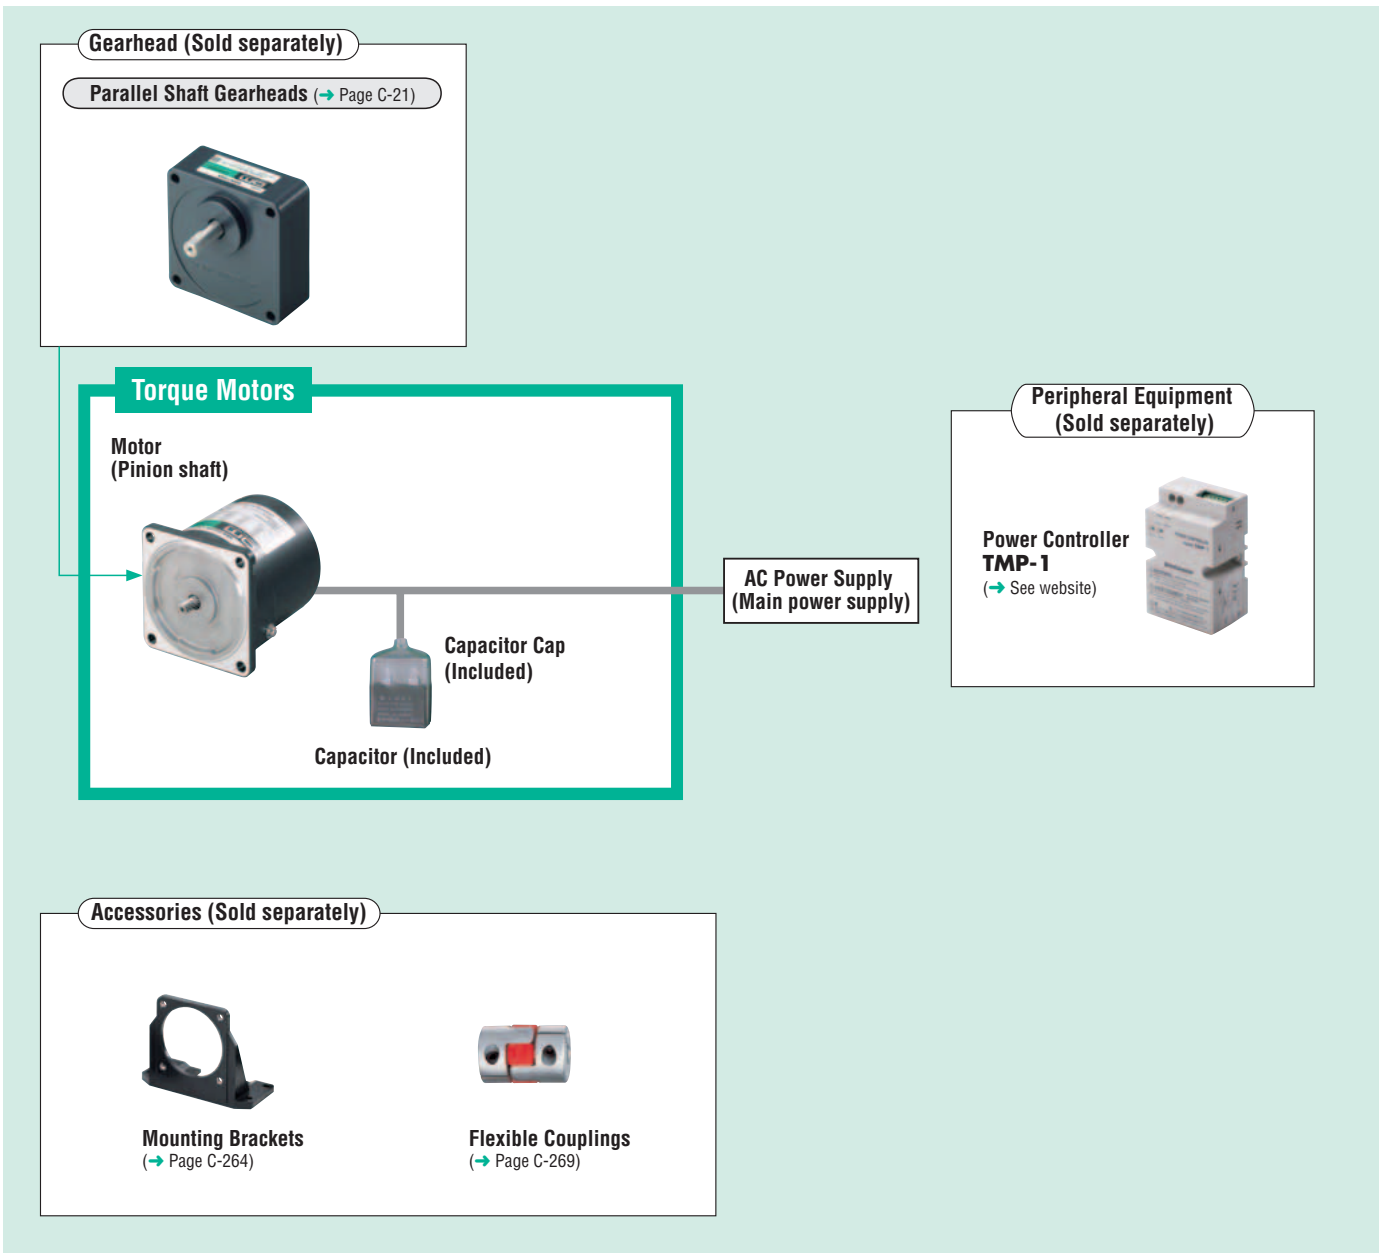 Gearhead (Sold separately)
Parallel Shaft Gearheads (➜ Page C-21)
Torque Motors
Motor
(Pinion shaft)
Capacitor Cap
(Included)
Capacitor (Included)
AC Power Supply
(Main power supply)
Peripheral Equipment
(Sold separately)
Power Controller
TMP-1
(➜ See website)
Accessories (Sold separately)
Mounting Brackets
(➜ Page C-264)
Flexible Couplings
(➜ Page C-269)